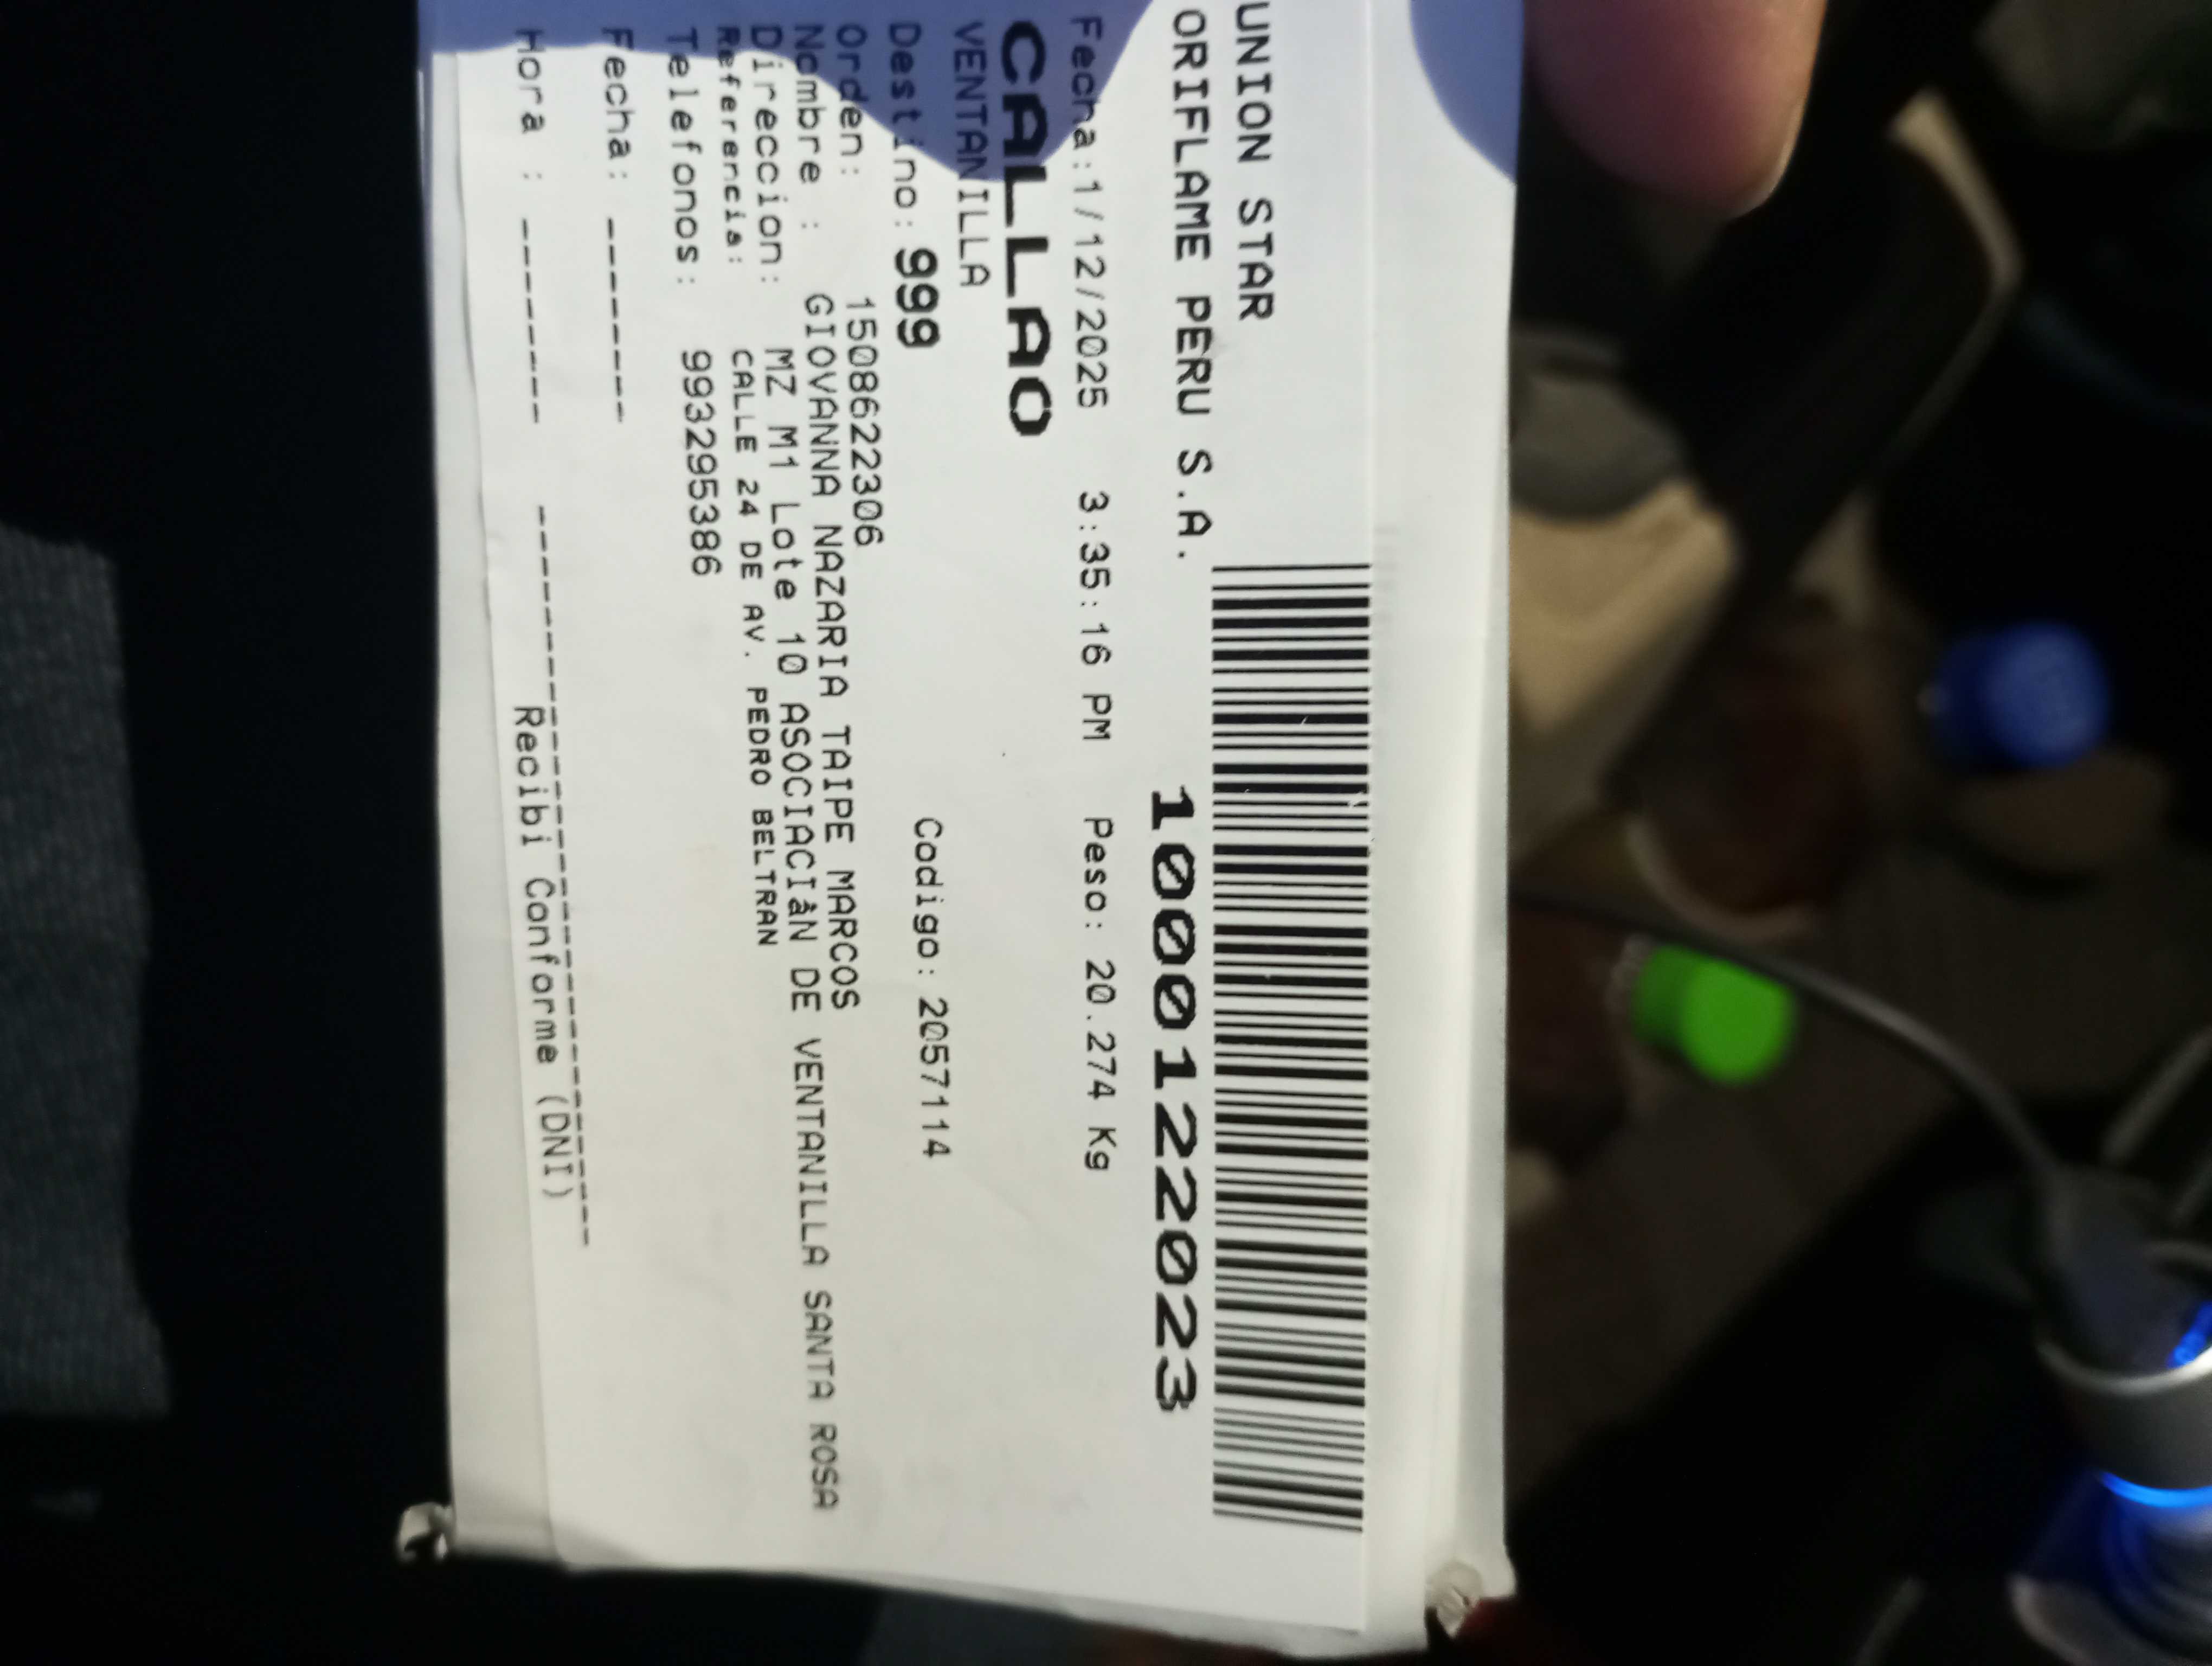 UNION STAR
ORIFLAME PERU S.A.
1000122023
Fecha:1/12/2025 3:35:16 PM Peso: 20.274 Kg
CALLAO
VENTANILLA
Destino: 999 Codigo: 2057114
Orden: 1508622306
Nombre : GIOVANNA NAZARIA TAIPE MARCOS
Direccion: MZ M1 Lote 10 ASOCIACIàN DE VENTANILLA SANTA ROSA
Referencia: CALLE 24 DE AV. PEDRO BELTRAN
Telefonos: 993295386
Fecha: --------
Hora : --------
Recibi Conforme (DNI)